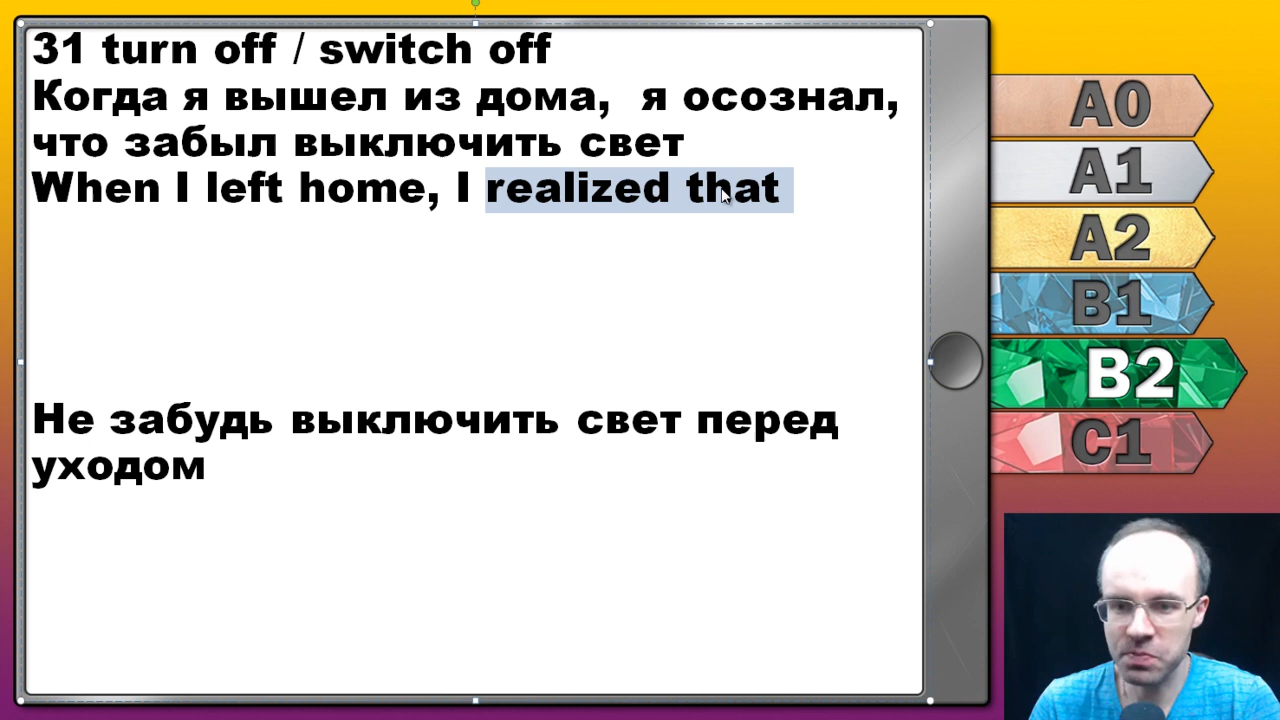 31 turn off / switch off
Когда я вышел из дома, я осознал,
что забыл выключить свет
When I left home, I realized that
Не забудь выключить свет перед
уходом
A0
A1
A2
B1
B2
C1